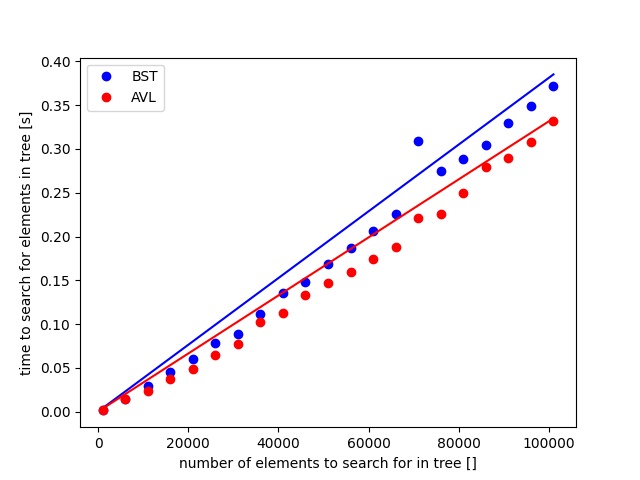 0.40
0.35
0.30
0.25
0.20
0.15
0.10
0.05
0.00
time to search for elements in tree [s]
BST
AVL
0 20000 40000 60000 80000 100000
number of elements to search for in tree []